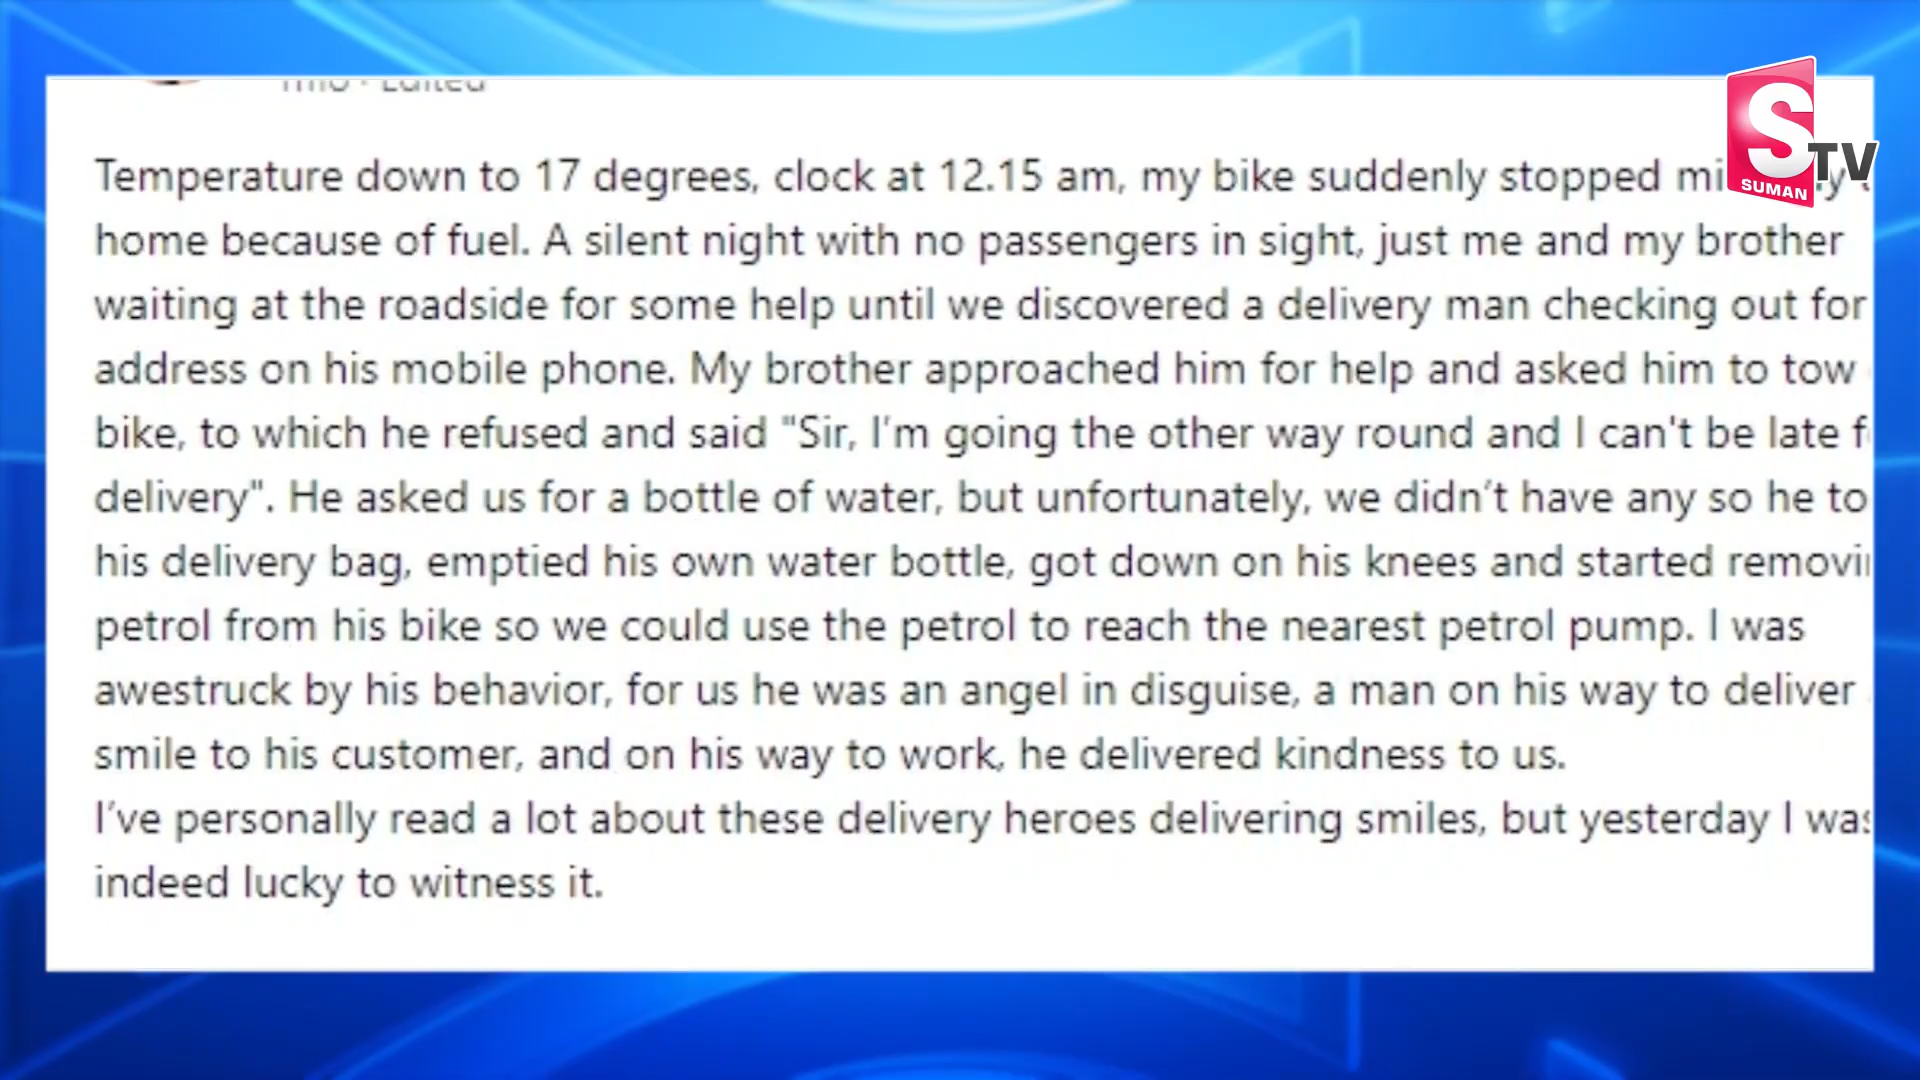 Edited
S
SUMAN
TV
Temperature down to 17 degrees, clock at 12.15 am, my bike suddenly stopped
home because of fuel. A silent night with no passengers in sight, just me and my brother
waiting at the roadside for some help until we discovered a delivery man checking out for
address on his mobile phone. My brother approached him for help and asked him to tow
bike, to which he refused and said "Sir, I'm going the other way round and I can't be late
delivery". He asked us for a bottle of water, but unfortunately, we didn't have any so he
his delivery bag, emptied his own water bottle, got down on his knees and started
petrol from his bike so we could use the petrol to reach the nearest petrol pump. I was
awestruck by his behavior, for us he was an angel in disguise, a man on his way to deliver
smile to his customer, and on his way to work, he delivered kindness to us.
I've personally read a lot about these delivery heroes delivering smiles, but yesterday I was
indeed lucky to witness it.